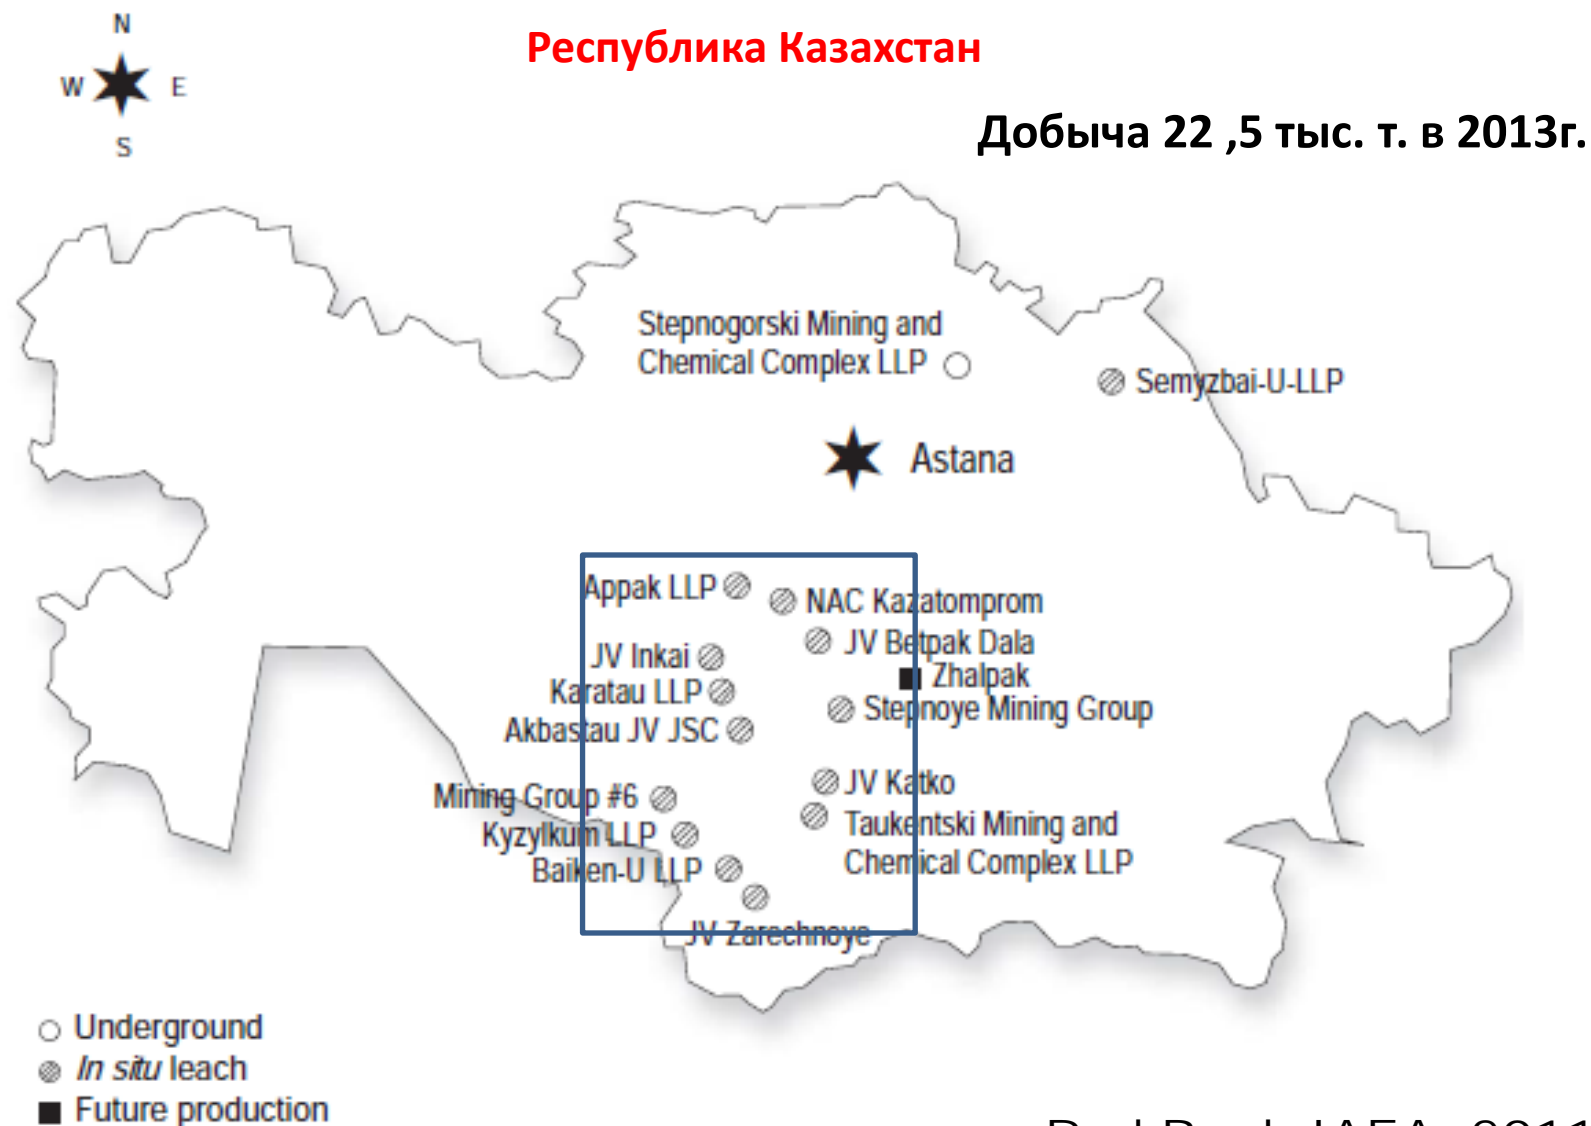 N
W E
S
Республика Казахстан
Добыча 22 ,5 тыс. т. в 2013г.
Stepnogorski Mining and
Chemical Complex LLP
Semyzbai-U-LLP
Astana
Appak LLP
NAC Kazatomprom
JV Betpak Dala
JV Inkai
Zhalpak
Karatau LLP
Stepnoye Mining Group
Akbastau JV JSC
JV Katko
Mining Group #6
Taukentski Mining and
Chemical Complex LLP
Kyzylkum LLP
Baiken-U LLP
JV Zarechnoye
Underground
In situ leach
Future production